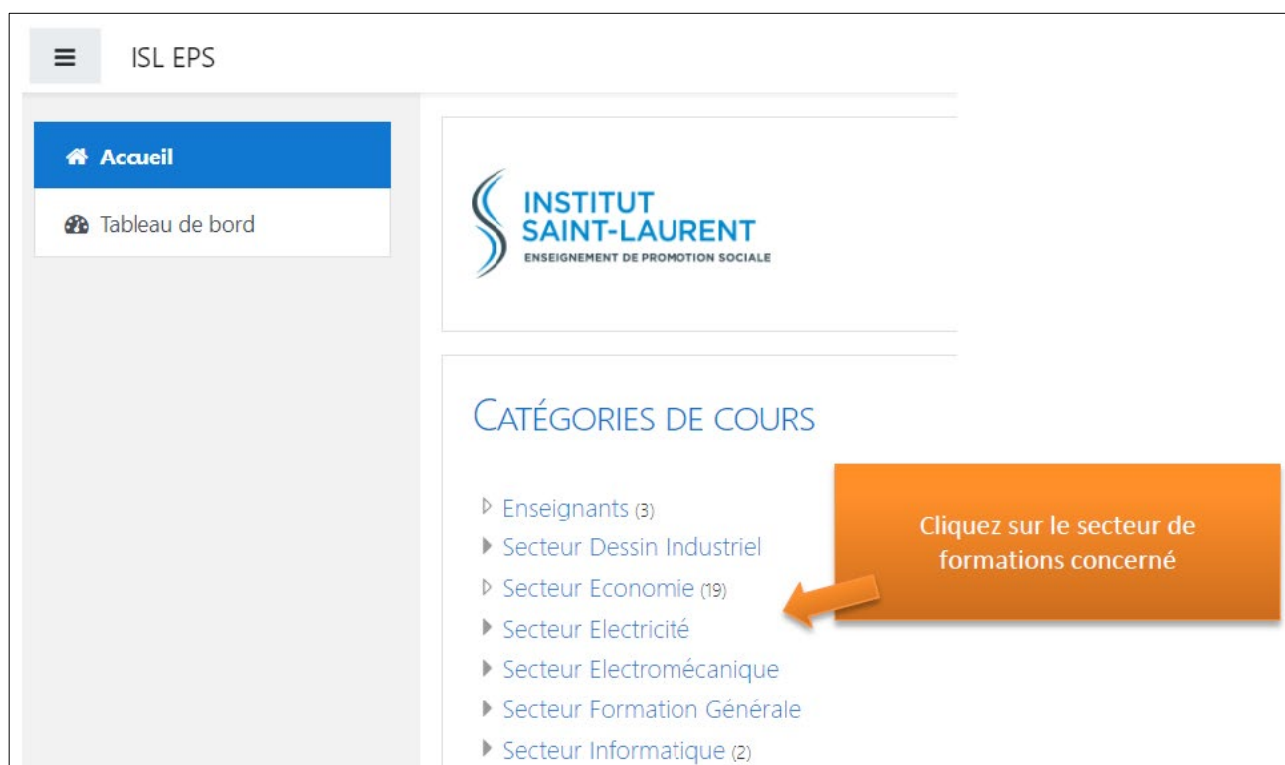 ISL EPS
Accueil
Tableau de bord
INSTITUT
SAINT-LAURENT
ENSEIGNEMENT DE PROMOTION SOCIALE
CATÉGORIES DE COURS
Enseignants (3)
Secteur Dessin Industriel
Secteur Economie (19)
Secteur Electricité
Secteur Electromécanique
Secteur Formation Générale
Secteur Informatique (2)
Cliquez sur le secteur de
formations concerné